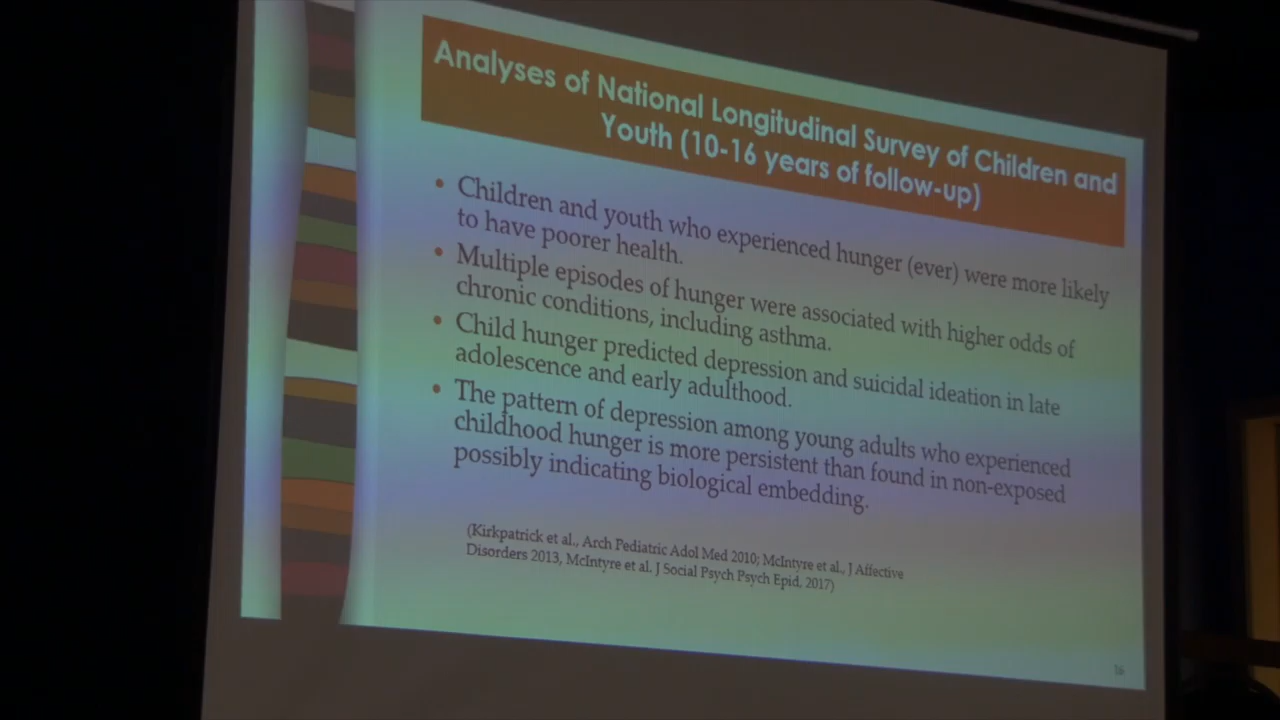 Analyses of National Longitudinal Survey of Children and
Youth (10-16 years of follow-up)
• Children and youth who experienced hunger (ever) were more likely
to have poorer health.
• Multiple episodes of hunger were associated with higher odds of
chronic conditions, including asthma.
• Child hunger predicted depression and suicidal ideation in late
adolescence and early adulthood.
• The pattern of depression among young adults who experienced
childhood hunger is more persistent than found in non-exposed
possibly indicating biological embedding.
(Kirkpatrick et al., Arch Pediatric Adol Med 2010; McIntyre et al., J Affective
Disorders 2013, McIntyre et al. J Social Psych Psych Epid, 2017)
16